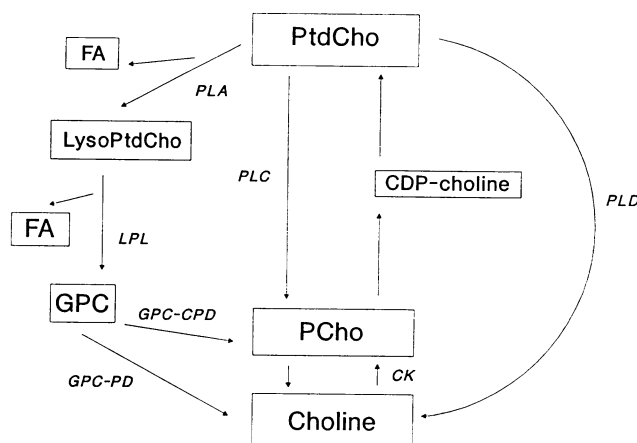 PtdCho
FA
PLA
LysoPtdCho
PLC
CDP-choline
PLD
FA
LPL
GPC
GPC-CPD
PCho
GPC-PD
CK
Choline